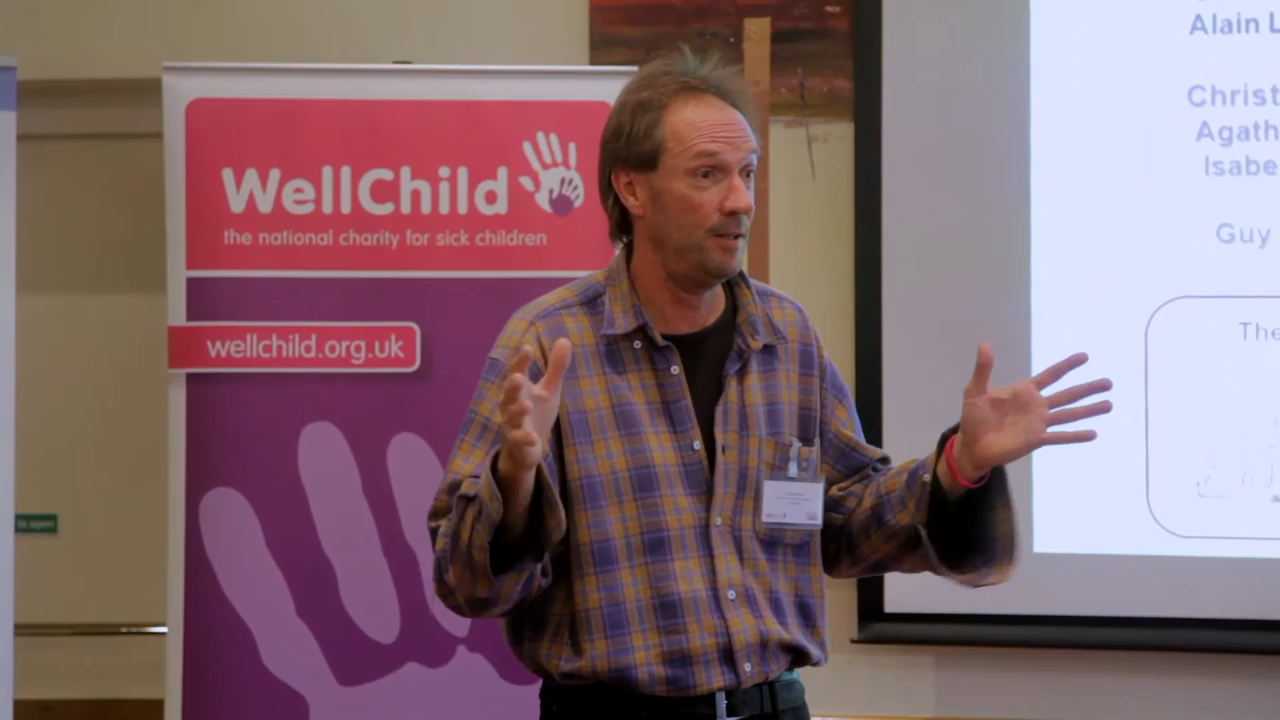 WellChild
the national charity for sick children
wellchild.org.uk
Alain L
Christ
Agath
Isabe
Guy
The